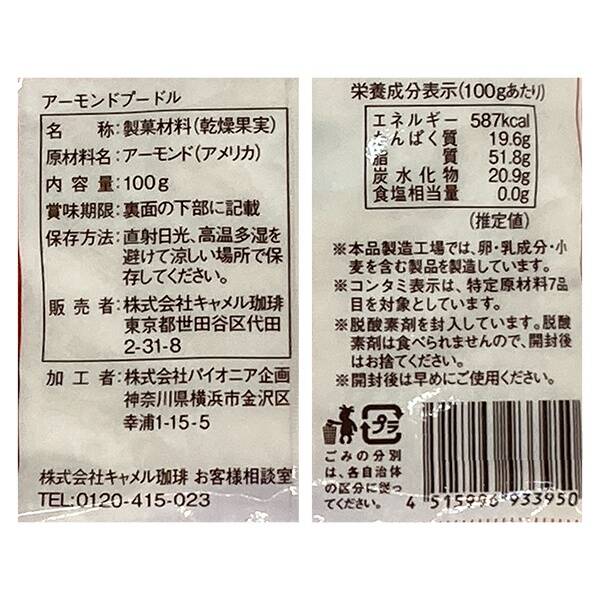 アーモンドプードル
名 称:製菓材料(乾燥果実)
原材料名:アーモンド(アメリカ)
内容量:100g
賞味期限:裏面の下部に記載
保存方法:直射日光、高温多湿を
避けて涼しい場所で保
存してください。
販売者:株式会社キャメル珈琲
東京都世田谷区代田
2-31-8
加工者:株式会社パイオニア企画
神奈川県横浜市金沢区
幸浦1-15-5
株式会社キャメル珈琲 お客様相談室
TEL:0120-415-023
栄養成分表示(100gあたり)
エネルギー 587kcal
たんぱく質 19.6g
脂質 51.8g
炭水化物 20.9g
食塩相当量 0.0g
(推定値)
※本品製造工場では、卵・乳成分・小
麦を含む製品を製造しています。
※コンタミ表示は、特定原材料7品
目を対象としています。
※脱酸素剤を封入しています。脱酸
素剤は食べられませんので、開封後
はお捨てください。
※開封後は早めにご使用ください。
プラ
ごみの分別
は、各自治体
の区分に従っ
てください。
4 515996 933950